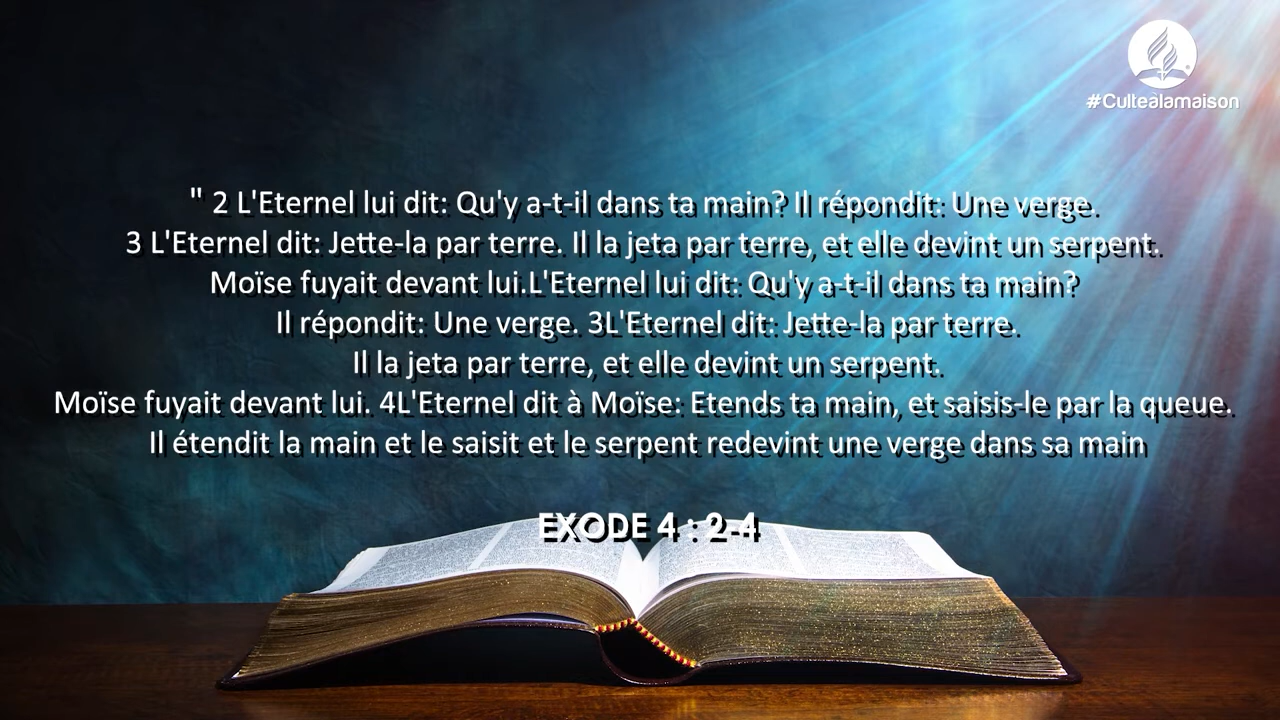 #Cultealamaison
" 2 L'Eternel lui dit: Qu'y a-t-il dans ta main? Il répondit: Une verge.
3 L'Eternel dit: Jette-la par terre. Il la jeta par terre, et elle devint un serpent.
Moïse fuyait devant lui.L'Eternel lui dit: Qu'y a-t-il dans ta main?
Il répondit: Une verge. 3L'Eternel dit: Jette-la par terre.
Il la jeta par terre, et elle devint un serpent.
Moïse fuyait devant lui. 4L'Eternel dit à Moïse: Etends ta main, et saisis-le par la queue.
Il étendit la main et le saisit et le serpent redevint une verge dans sa main
EXODE 4 : 2-4